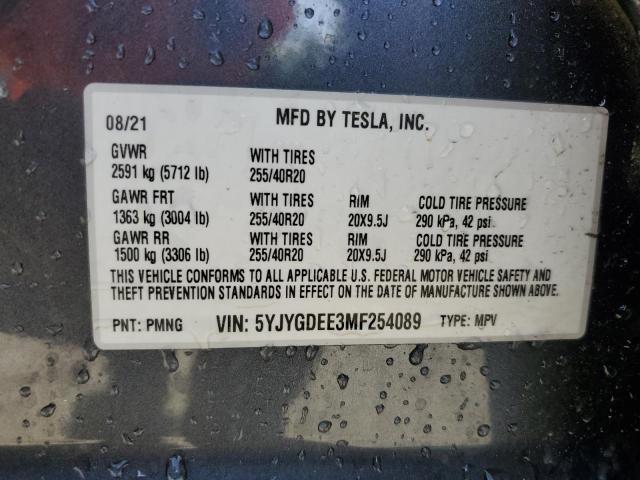 08/21 MFD BY TESLA, INC.
GVWR WITH TIRES
2591 kg (5712 lb) 255/40R20
GAWR FRT WITH TIRES RIM COLD TIRE PRESSURE
1363 kg (3004 lb) 255/40R20 20X9.5J 290 kPa, 42 psi
GAWR RR WITH TIRES RIM COLD TIRE PRESSURE
1500 kg (3306 lb) 255/40R20 20X9.5J 290 kPa, 42 psi
THIS VEHICLE CONFORMS TO ALL APPLICABLE U.S. FEDERAL MOTOR VEHICLE SAFETY AND
THEFT PREVENTION STANDARDS IN EFFECT ON THE DATE OF MANUFACTURE SHOWN ABOVE.
PNT: PMNG VIN: 5YJYGDEE3MF254089 TYPE: MPV